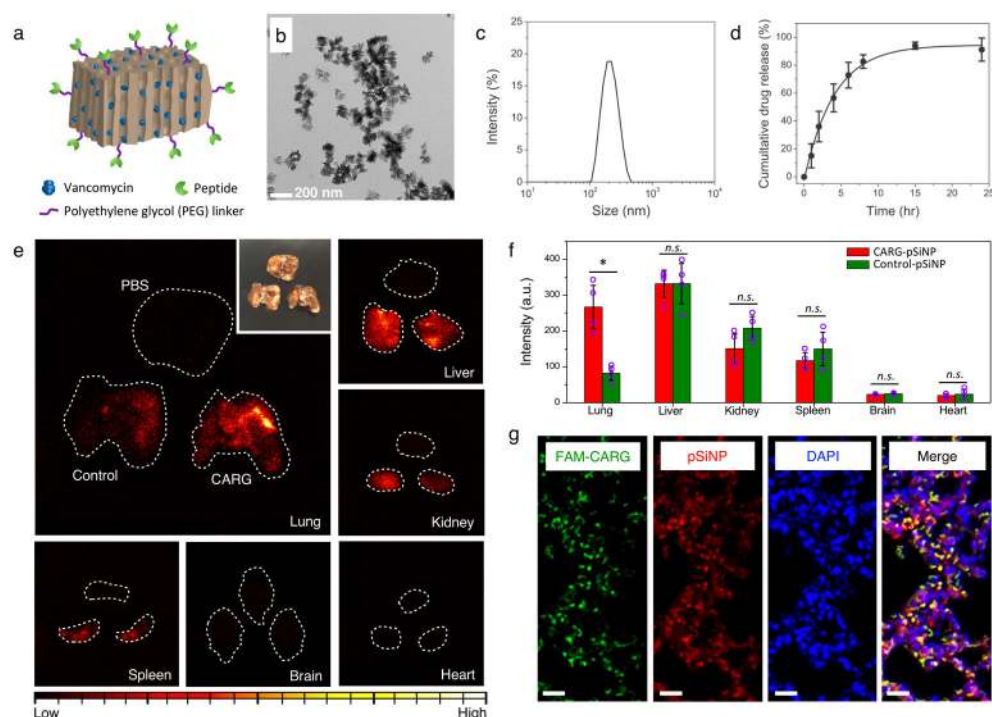 a
Vancomycin
Peptide
Polyethylene glycol (PEG) linker
b
200 nm
c
Intensity (%)
25
20
15
10
5
0
10¹
10²
10³
10⁴
Size (nm)
d
Cumultative drug release (%)
100
80
60
40
20
0
0
5
10
15
20
25
Time (hr)
e
PBS
Control
CARG
Lung
Liver
Kidney
Spleen
Brain
Heart
Low
High
f
Intensity (a.u.)
400
300
200
100
0
*
n.s.
n.s.
n.s.
n.s.
n.s.
CARG-pSiNP
Control-pSiNP
Lung
Liver
Kidney
Spleen
Brain
Heart
g
FAM-CARG
pSiNP
DAPI
Merge